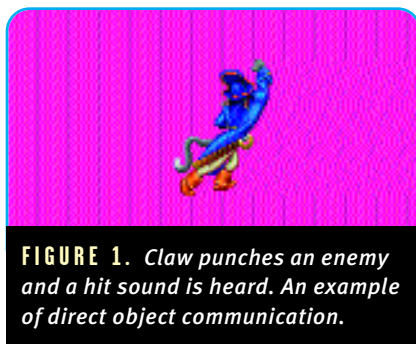 FIGURE 1. Claw punches an enemy
and a hit sound is heard. An example
of direct object communication.